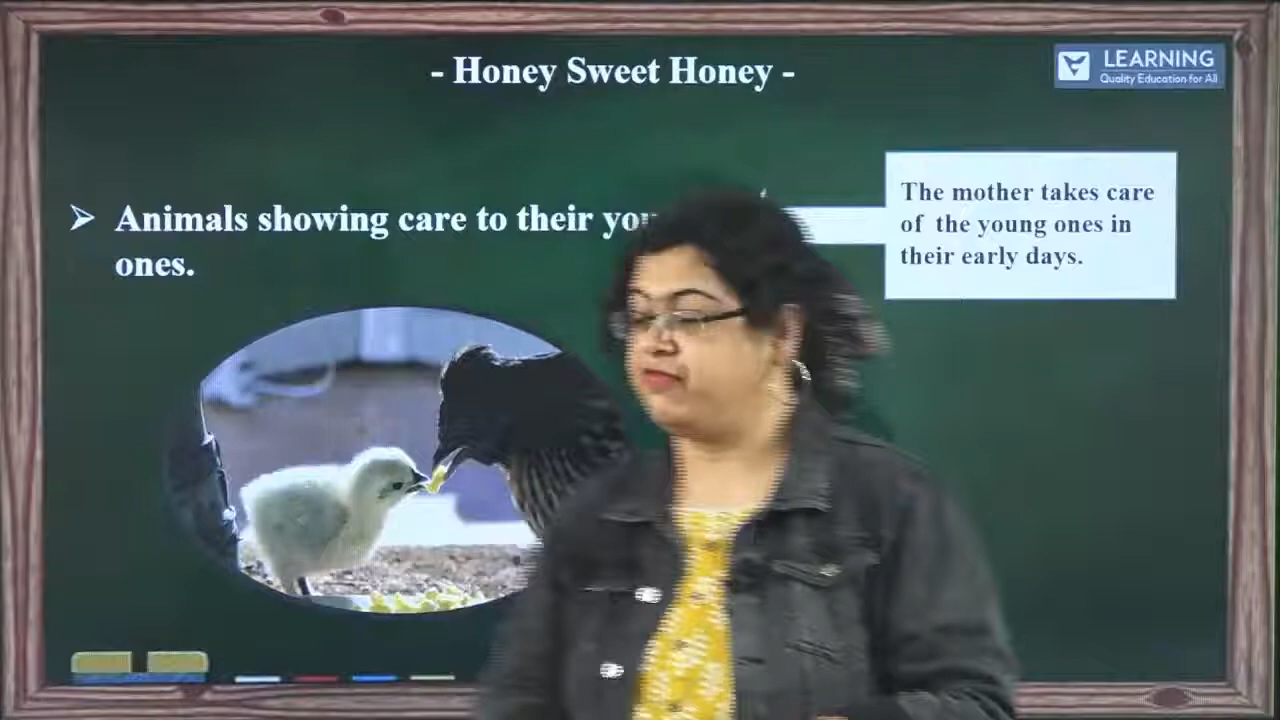 - Honey Sweet Honey -
LEARNING
Quality Education for All
Animals showing care to their
ones.
The mother takes care
of the young ones in
their early days.